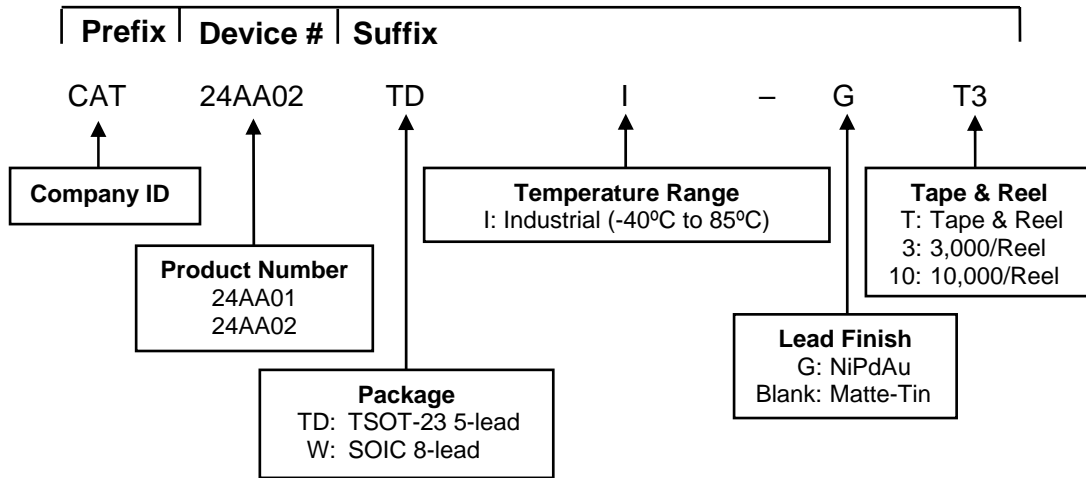 Prefix Device # Suffix
CAT 24AA02 TD I – G T3
Company ID
Product Number
24AA01
24AA02
Package
TD: TSOT-23 5-lead
W: SOIC 8-lead
Temperature Range
I: Industrial (-40ºC to 85ºC)
Lead Finish
G: NiPdAu
Blank: Matte-Tin
Tape & Reel
T: Tape & Reel
3: 3,000/Reel
10: 10,000/Reel